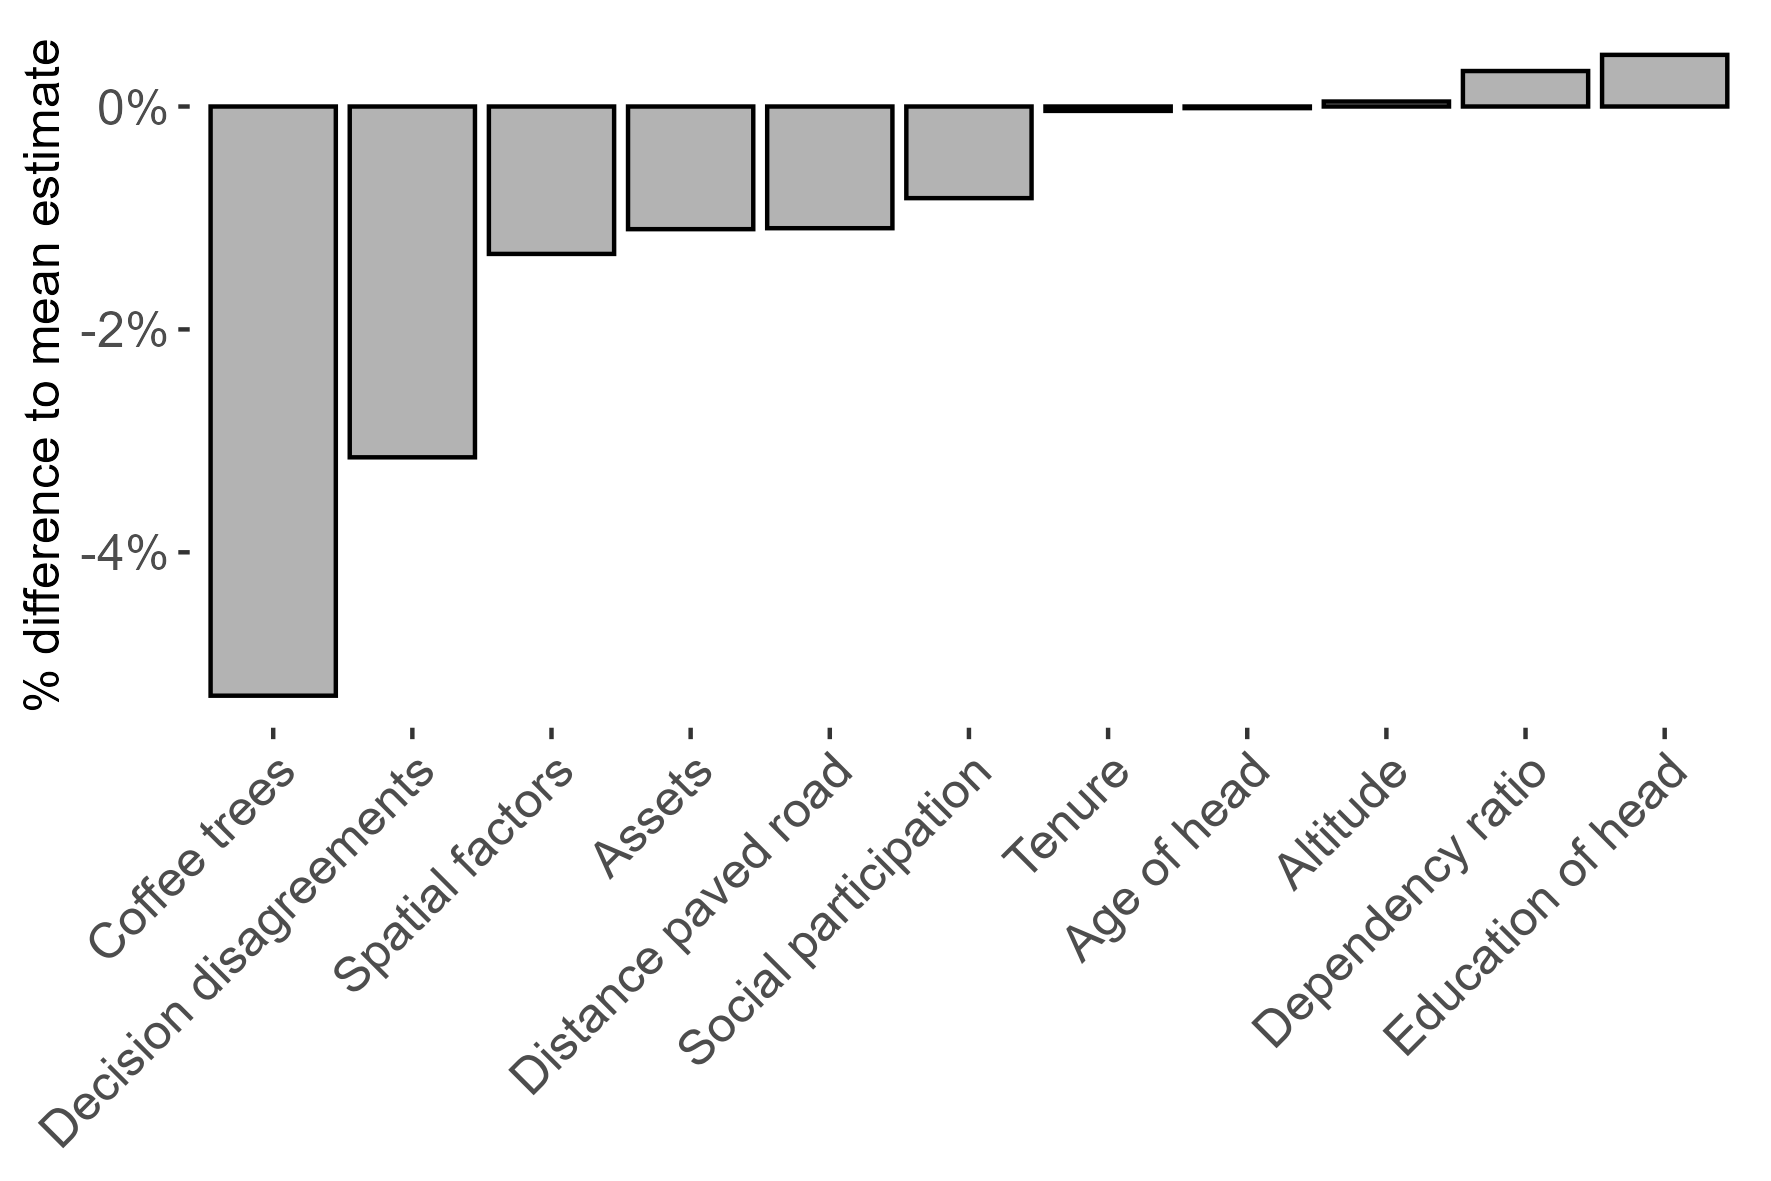 % difference to mean estimate
0%
-2%
-4%
Coffee trees
Decision disagreements
Spatial factors
Assets
Distance paved road
Social participation
Tenure
Age of head
Altitude
Dependency ratio
Education of head